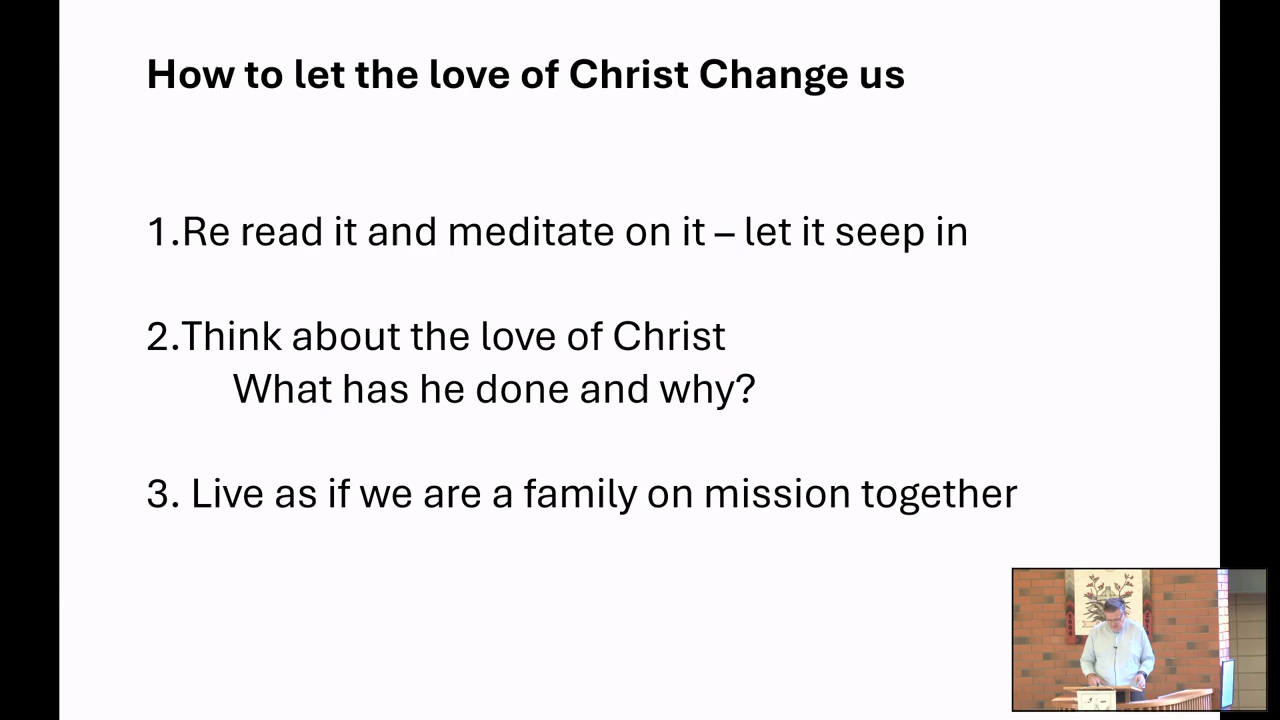 How to let the love of Christ Change us
1.Re read it and meditate on it – let it seep in
2.Think about the love of Christ
What has he done and why?
3. Live as if we are a family on mission together